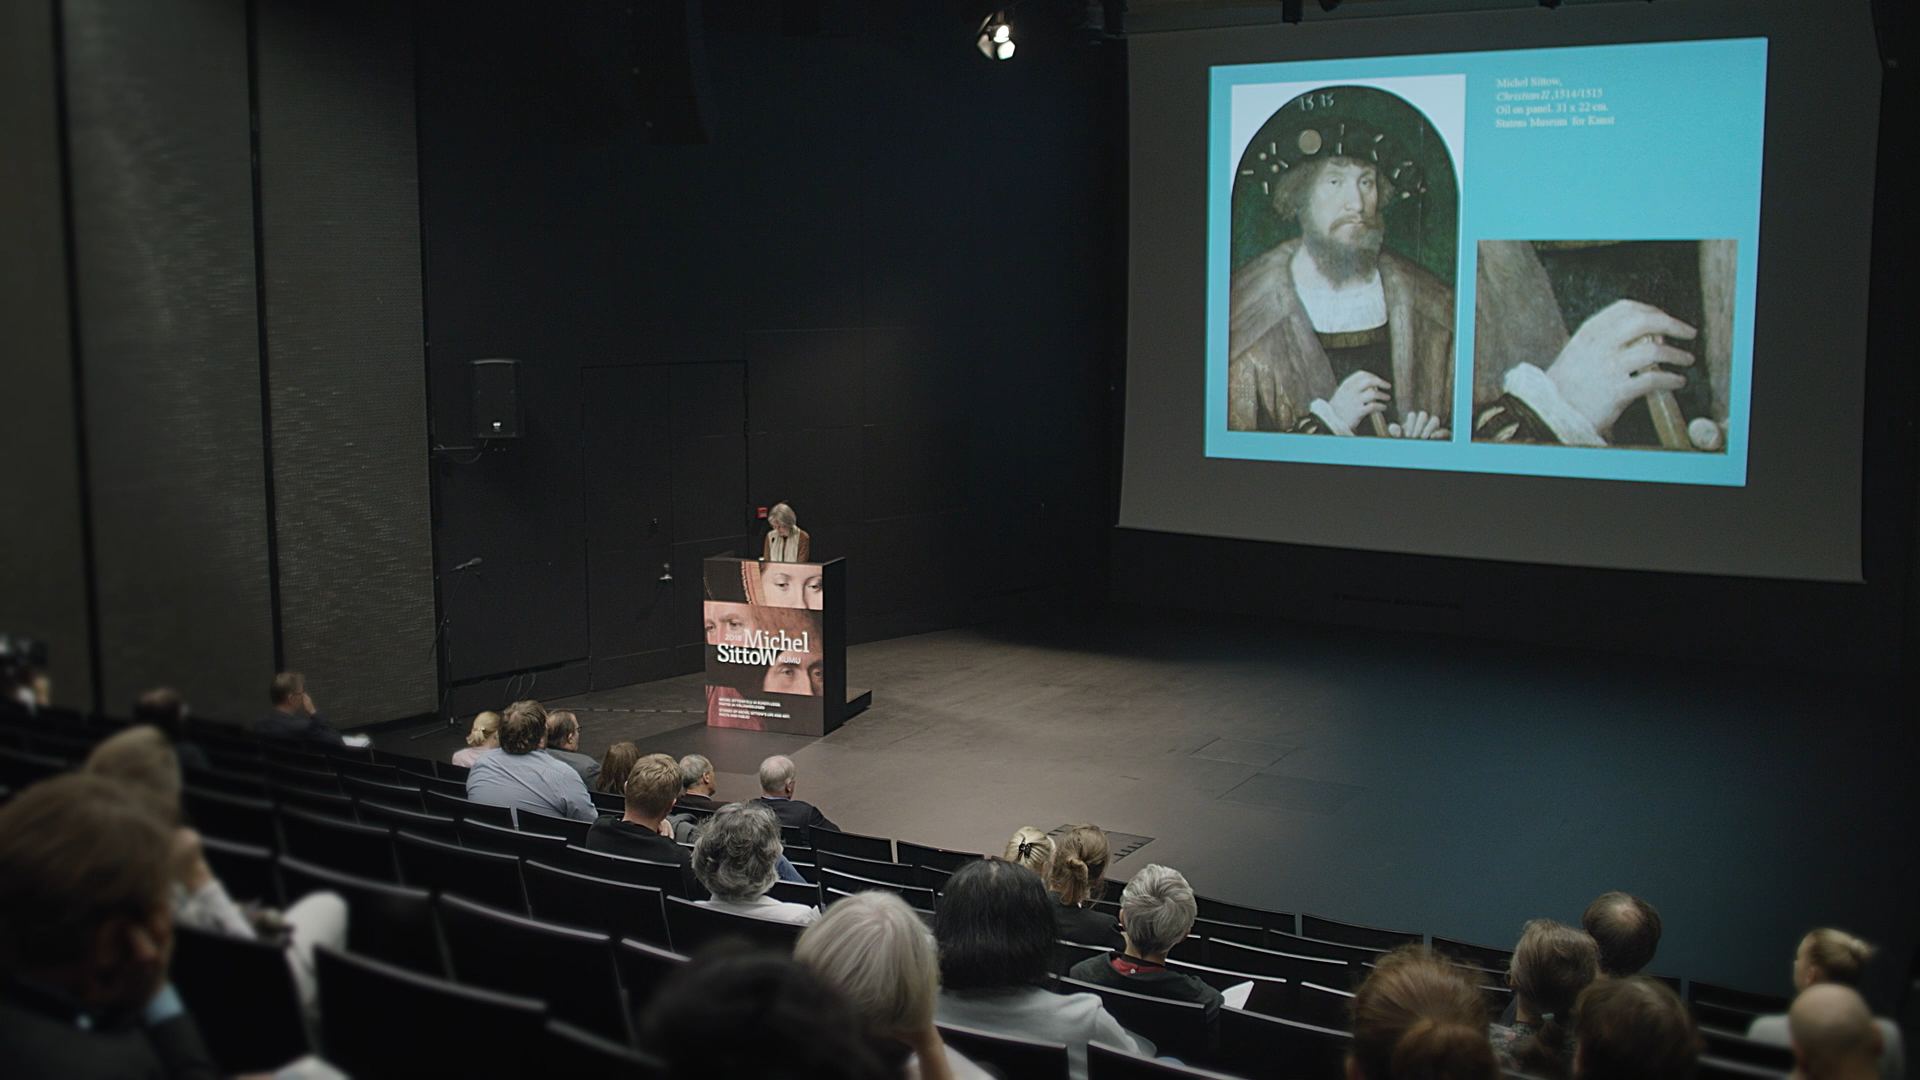 Michel Sittow,
Christian II, 1514/1515
Oil on panel. 31 x 22 cm.
Statens Museum for Kunst
1515
2018 Michel
SittoW KUMU